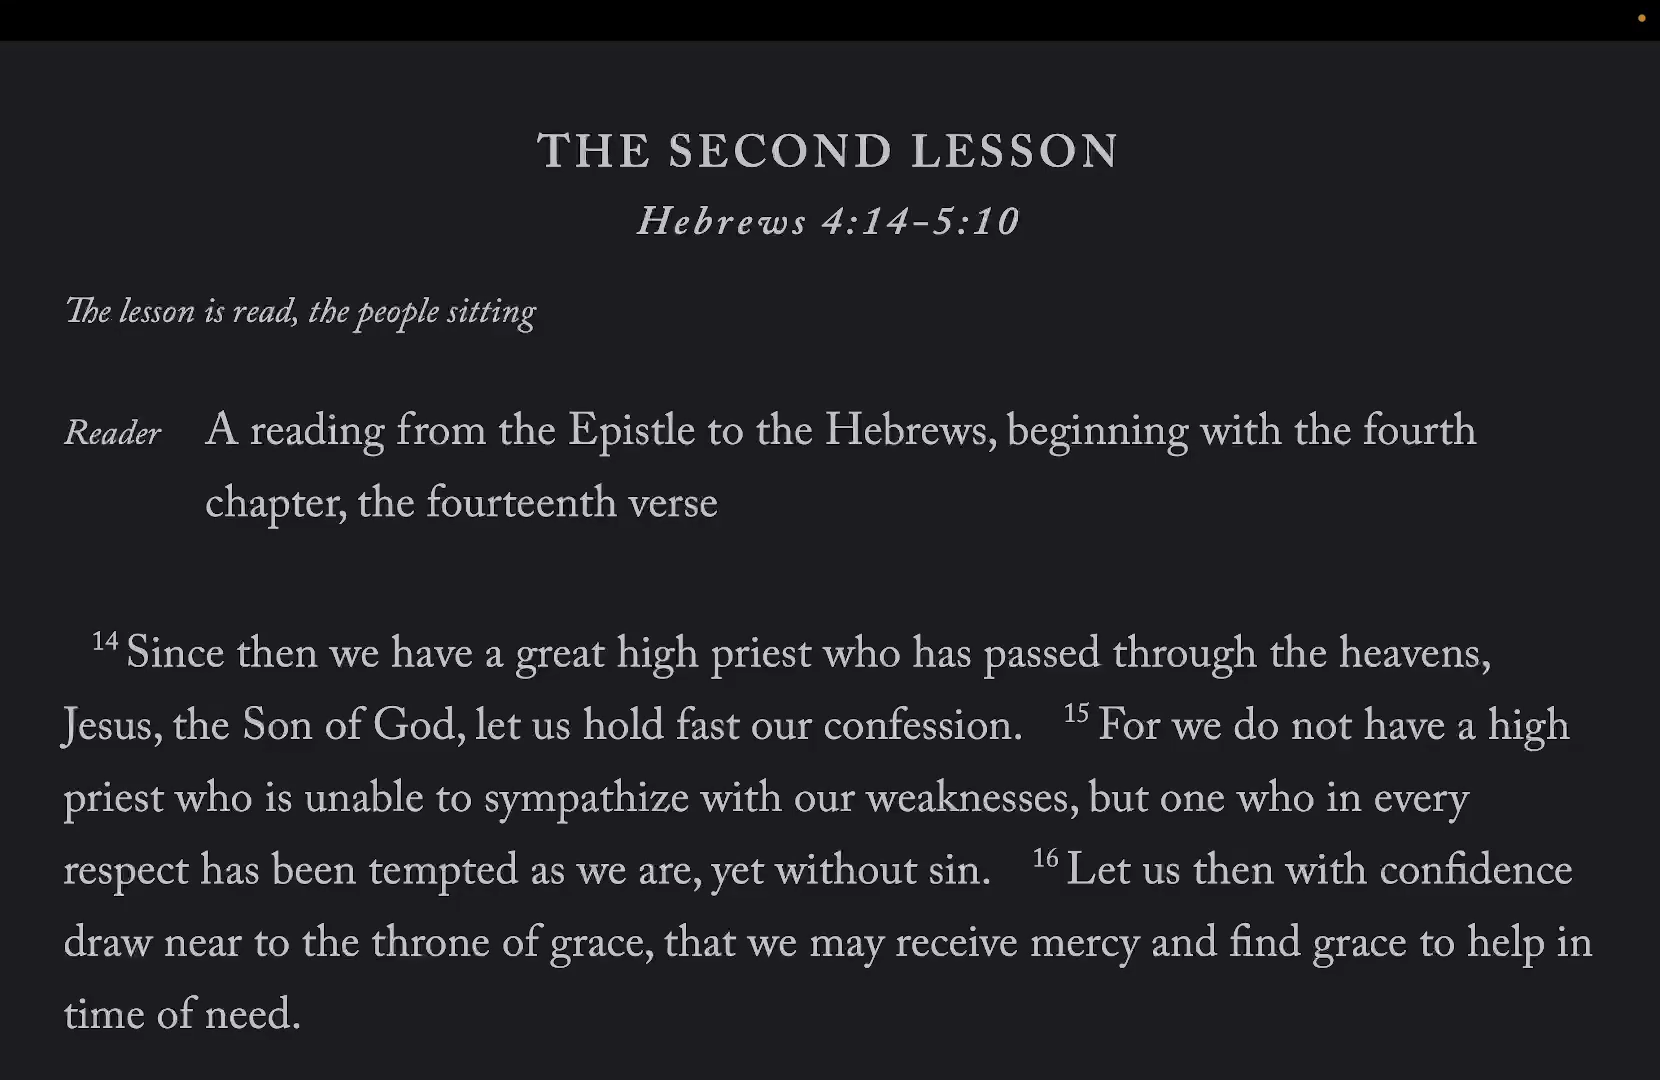 THE SECOND LESSON
Hebrews 4:14–5:10
The lesson is read, the people sitting
Reader A reading from the Epistle to the Hebrews, beginning with the fourth
chapter, the fourteenth verse
14 Since then we have a great high priest who has passed through the heavens,
Jesus, the Son of God, let us hold fast our confession. 15 For we do not have a high
priest who is unable to sympathize with our weaknesses, but one who in every
respect has been tempted as we are, yet without sin. 16 Let us then with confidence
draw near to the throne of grace, that we may receive mercy and find grace to help in
time of need.